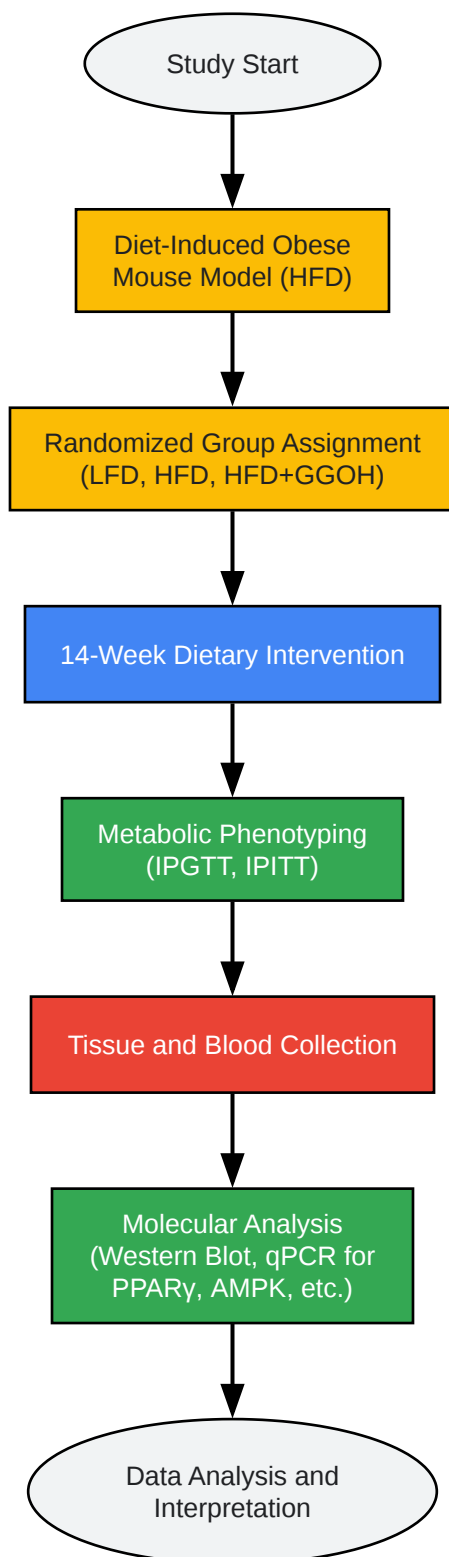 Study Start
Diet-Induced Obese
Mouse Model (HFD)
Randomized Group Assignment
(LFD, HFD, HFD+GGOH)
14-Week Dietary Intervention
Metabolic Phenotyping
(IPGTT, IPITT)
Tissue and Blood Collection
Molecular Analysis
(Western Blot, qPCR for
PPARγ, AMPK, etc.)
Data Analysis and
Interpretation